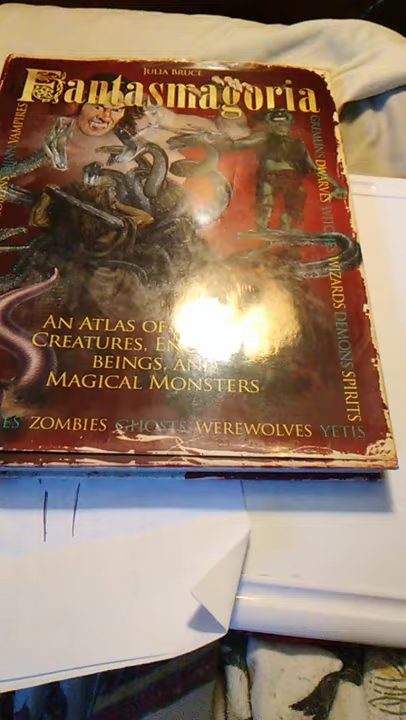 JULIA BRUCE
Fantasmagoria
VAMPIRES
GREMLINS DWARVES WITCHES WIZARDS DEMONS SPIRITS
AN ATLAS OF
CREATURES,
BEINGS, AND
MAGICAL MONSTERS
ZOMBIES GHOSTS WEREWOLVES YETIS